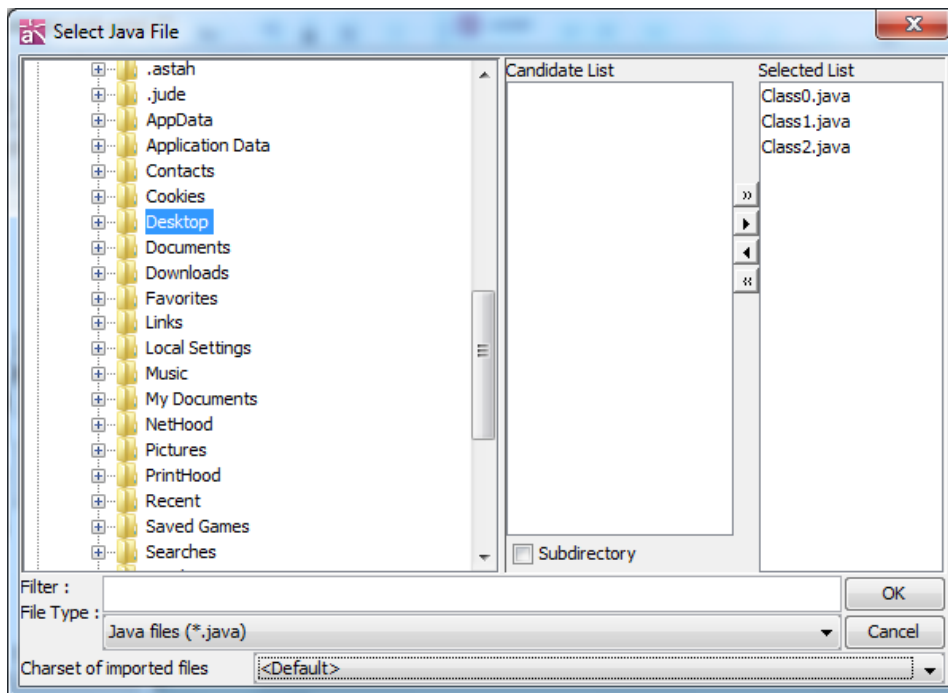 Select Java File
.astah
.jude
AppData
Application Data
Contacts
Cookies
Desktop
Documents
Downloads
Favorites
Links
Local Settings
Music
My Documents
NetHood
Pictures
PrintHood
Recent
Saved Games
Searches
Candidate List
Subdirectory
Selected List
Class0.java
Class1.java
Class2.java
Filter :
OK
File Type :
Java files (*.java)
Cancel
Charset of imported files
<Default>